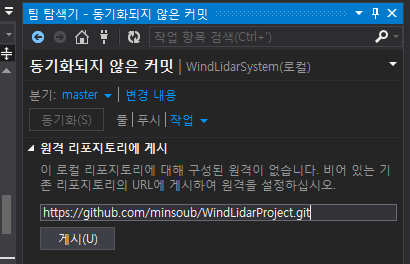 팀 탐색기 - 동기화되지 않은 커밋
작업 항목 검색(Ctrl+')
동기화되지 않은 커밋 | WindLidarSystem(로컬)
분기: master | 변경 내용
동기화(S) | 풀 | 푸시 | 작업
원격 리포지토리에 게시
이 로컬 리포지토리에 대해 구성된 원격이 없습니다. 비어 있는 기
존 리포지토리의 URL에 게시하여 원격을 설정하십시오.
https://github.com/minsoub/WindLidarProject.git
게시(U)